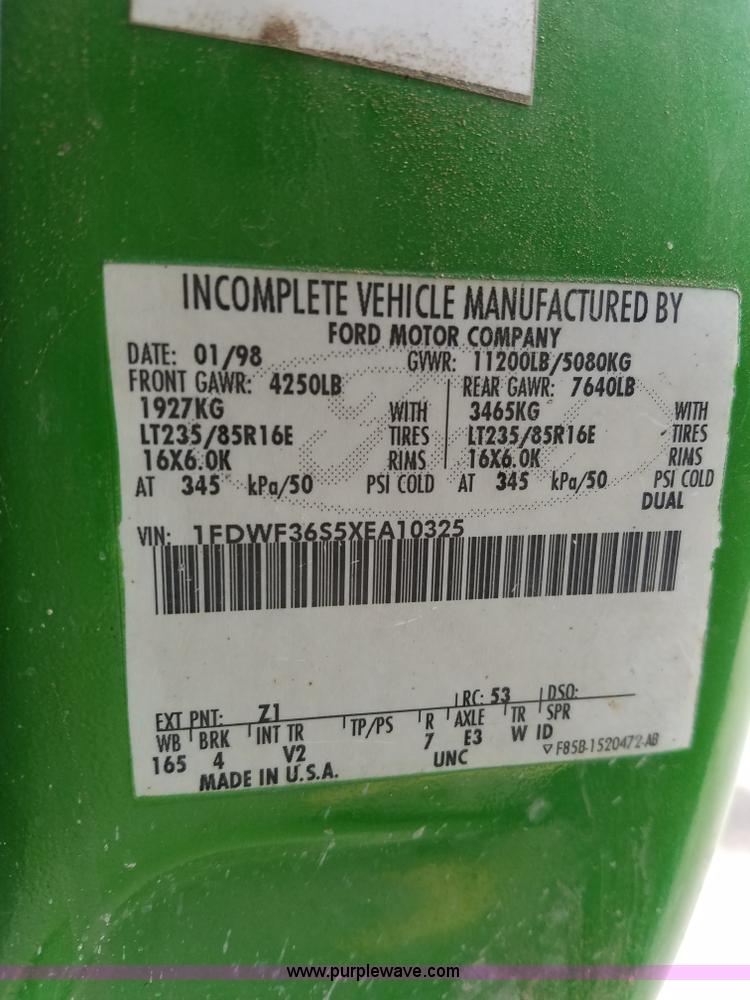 INCOMPLETE VEHICLE MANUFACTURED BY
FORD MOTOR COMPANY
DATE: 01/98 GVWR: 11200LB/5080KG
FRONT GAWR: 4250LB REAR GAWR: 7640LB
1927KG WITH 3465KG WITH
LT235/85R16E TIRES LT235/85R16E TIRES
16X6.0K RIMS 16X6.0K RIMS
AT 345 kPa/50 PSI COLD AT 345 kPa/50 PSI COLD
DUAL
VIN: 1FDWF36S5XEA10325
EXT PNT: Z1 RC: 53 DSO:
WB BRK INT TR TP/PS R AXLE TR SPR
165 4 V2 7 E3 W ID
UNC ▽ F85B-1520472-AB
MADE IN U.S.A.
www.purplewave.com